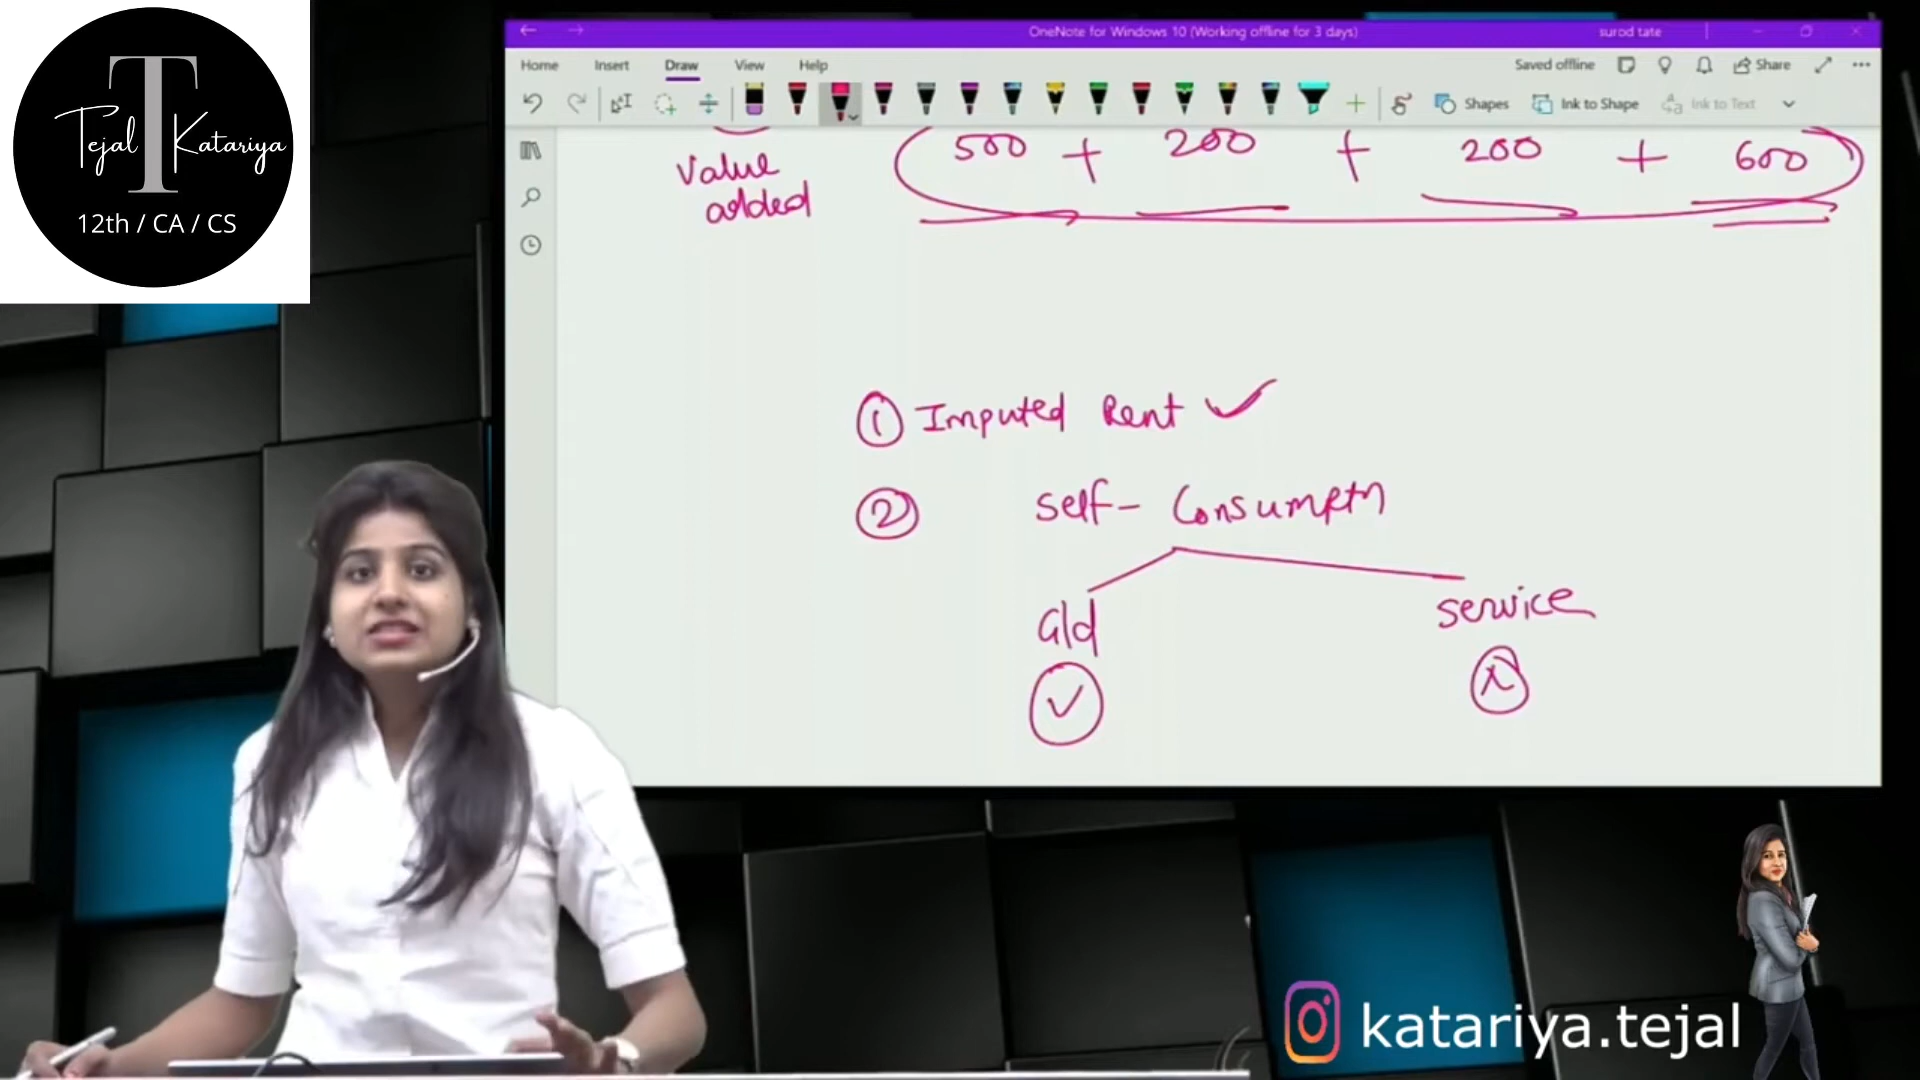 T
Tejal Katariya
12th / CA / CS
OneNote for Windows 10 (Working offline for 3 days)
surod tate
Home Insert Draw View Help
Saved offline
Share
Shapes
Ink to Shape
Ink to Text
500 + 200 + 200 + 600
Value
added
① Imputed Rent ✓
② Self- Consumptn
Gld
✓
service
x
katariya.tejal